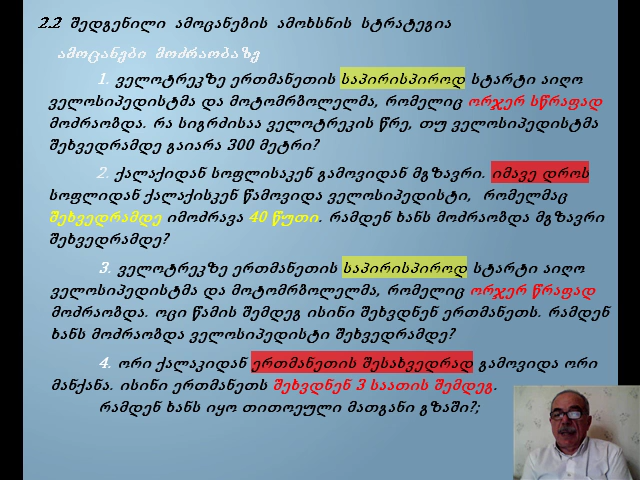 2.2 შედგენილი ამოცანების ამოხსნის სტრატეგია
ამოცანები მოძრაობაზე
1. ველოტრეკზე ერთმანეთის საპირისპიროდ სტარტი აიღო
ველოსიპედისტმა და მოტომრბოლელმა, რომელიც ორჯერ სწრაფად
მოძრაობდა. რა სიგრძისაა ველოტრეკის წრე, თუ ველოსიპედისტმა
შეხვედრამდე გაიარა 300 მეტრი?
2. ქალაქიდან სოფლისაკენ გამოვიდან მგზავრი. იმავე დროს
სოფლიდან ქალაქისკენ წამოვიდა ველოსიპედისტი, რომელმაც
შეხვედრამდე იმოძრავა 40 წუთი. რამდენ ხანს მოძრაობდა მგზავრი
შეხვედრამდე?
3. ველოტრეკზე ერთმანეთის საპირისპიროდ სტარტი აიღო
ველოსიპედისტმა და მოტომრბოლელმა, რომელიც ორჯერ წრაფად
მოძრაობდა. ოცი წამის შემდეგ ისინი შეხვდნენ ერთმანეთს. რამდენ
ხანს მოძრაობდა ველოსიპედისტი შეხვედრამდე?
4. ორი ქალაკიდან ერთმანეთის შესახვედრად გამოვიდა ორი
მანქანა. ისინი ერთმანეთს შეხვდნენ 3 საათის შემდეგ.
რამდენ ხანს იყო თითოეული მათგანი გზაში?;